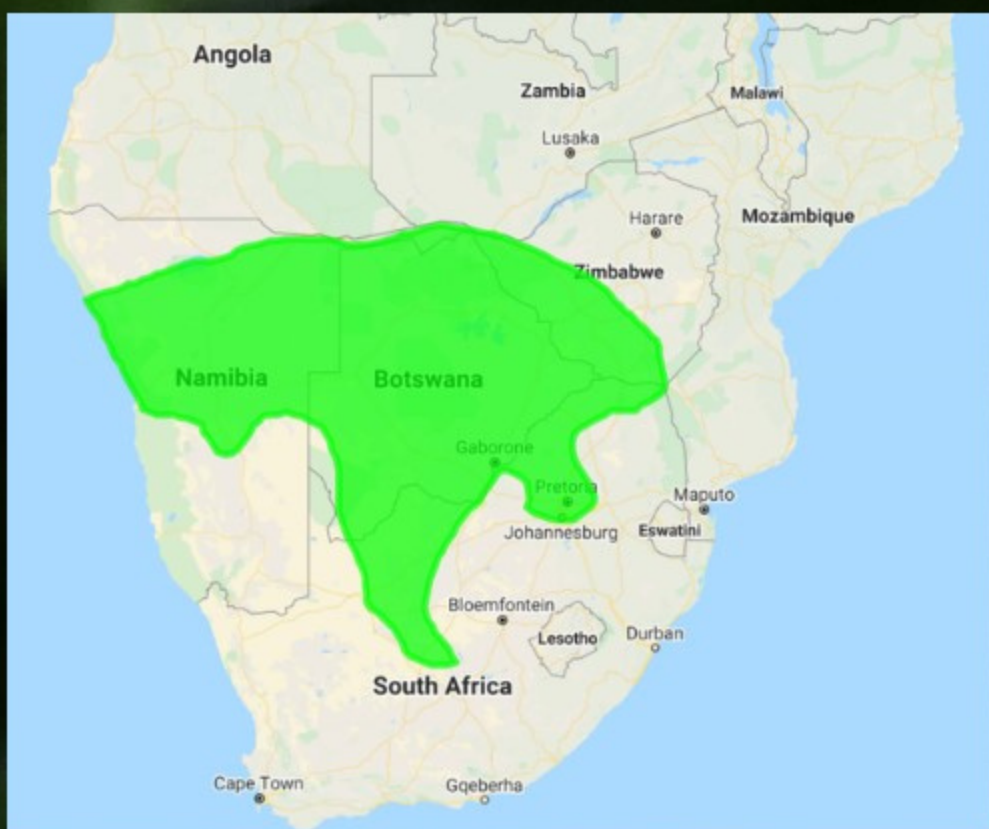 Angola
Zambia
Malawi
Lusaka
Mozambique
Harare
Zimbabwe
Namibia
Botswana
Gaborone
Pretoria
Maputo
Johannesburg
Eswatini
Bloemfontein
Lesotho
Durban
South Africa
Cape Town
Gqeberha